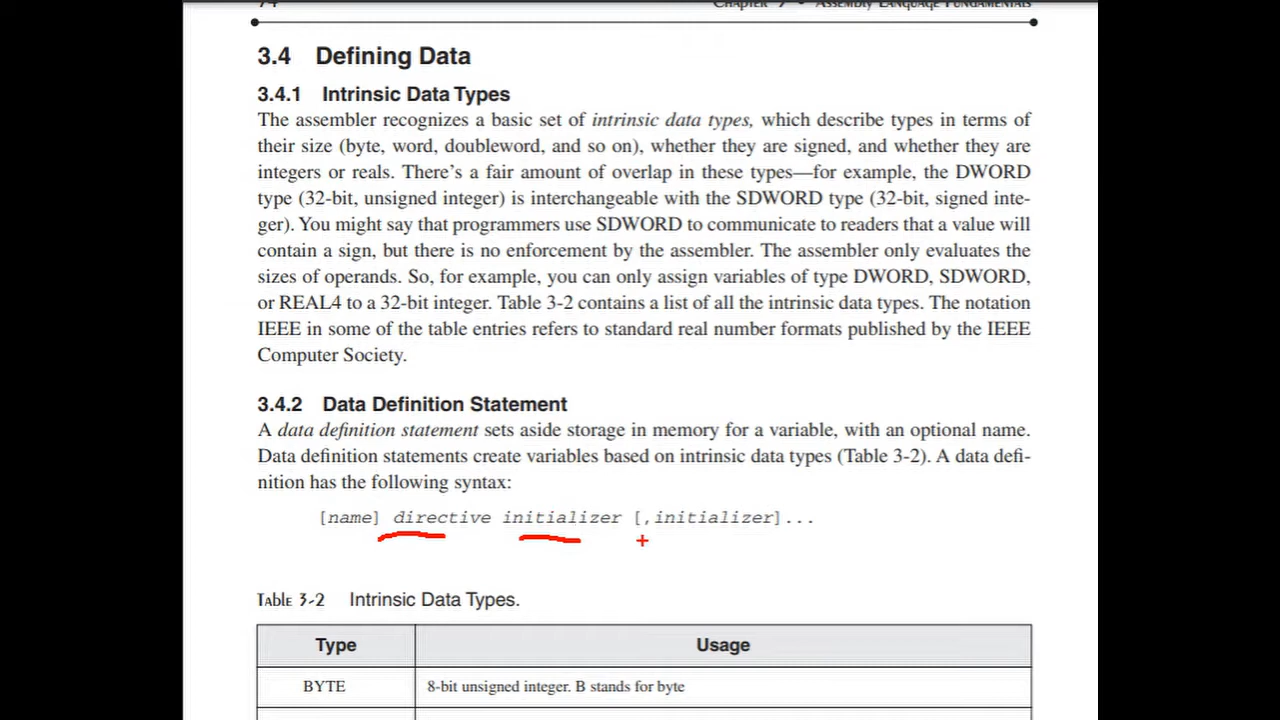 Chapter 3 • Assembly Language Fundamentals
3.4 Defining Data
3.4.1 Intrinsic Data Types
The assembler recognizes a basic set of intrinsic data types, which describe types in terms of
their size (byte, word, doubleword, and so on), whether they are signed, and whether they are
integers or reals. There’s a fair amount of overlap in these types—for example, the DWORD
type (32-bit, unsigned integer) is interchangeable with the SDWORD type (32-bit, signed inte-
ger). You might say that programmers use SDWORD to communicate to readers that a value will
contain a sign, but there is no enforcement by the assembler. The assembler only evaluates the
sizes of operands. So, for example, you can only assign variables of type DWORD, SDWORD,
or REAL4 to a 32-bit integer. Table 3-2 contains a list of all the intrinsic data types. The notation
IEEE in some of the table entries refers to standard real number formats published by the IEEE
Computer Society.
3.4.2 Data Definition Statement
A data definition statement sets aside storage in memory for a variable, with an optional name.
Data definition statements create variables based on intrinsic data types (Table 3-2). A data defi-
nition has the following syntax:
[name] directive initializer [,initializer]...
Table 3-2 Intrinsic Data Types.
Type Usage
BYTE 8-bit unsigned integer. B stands for byte